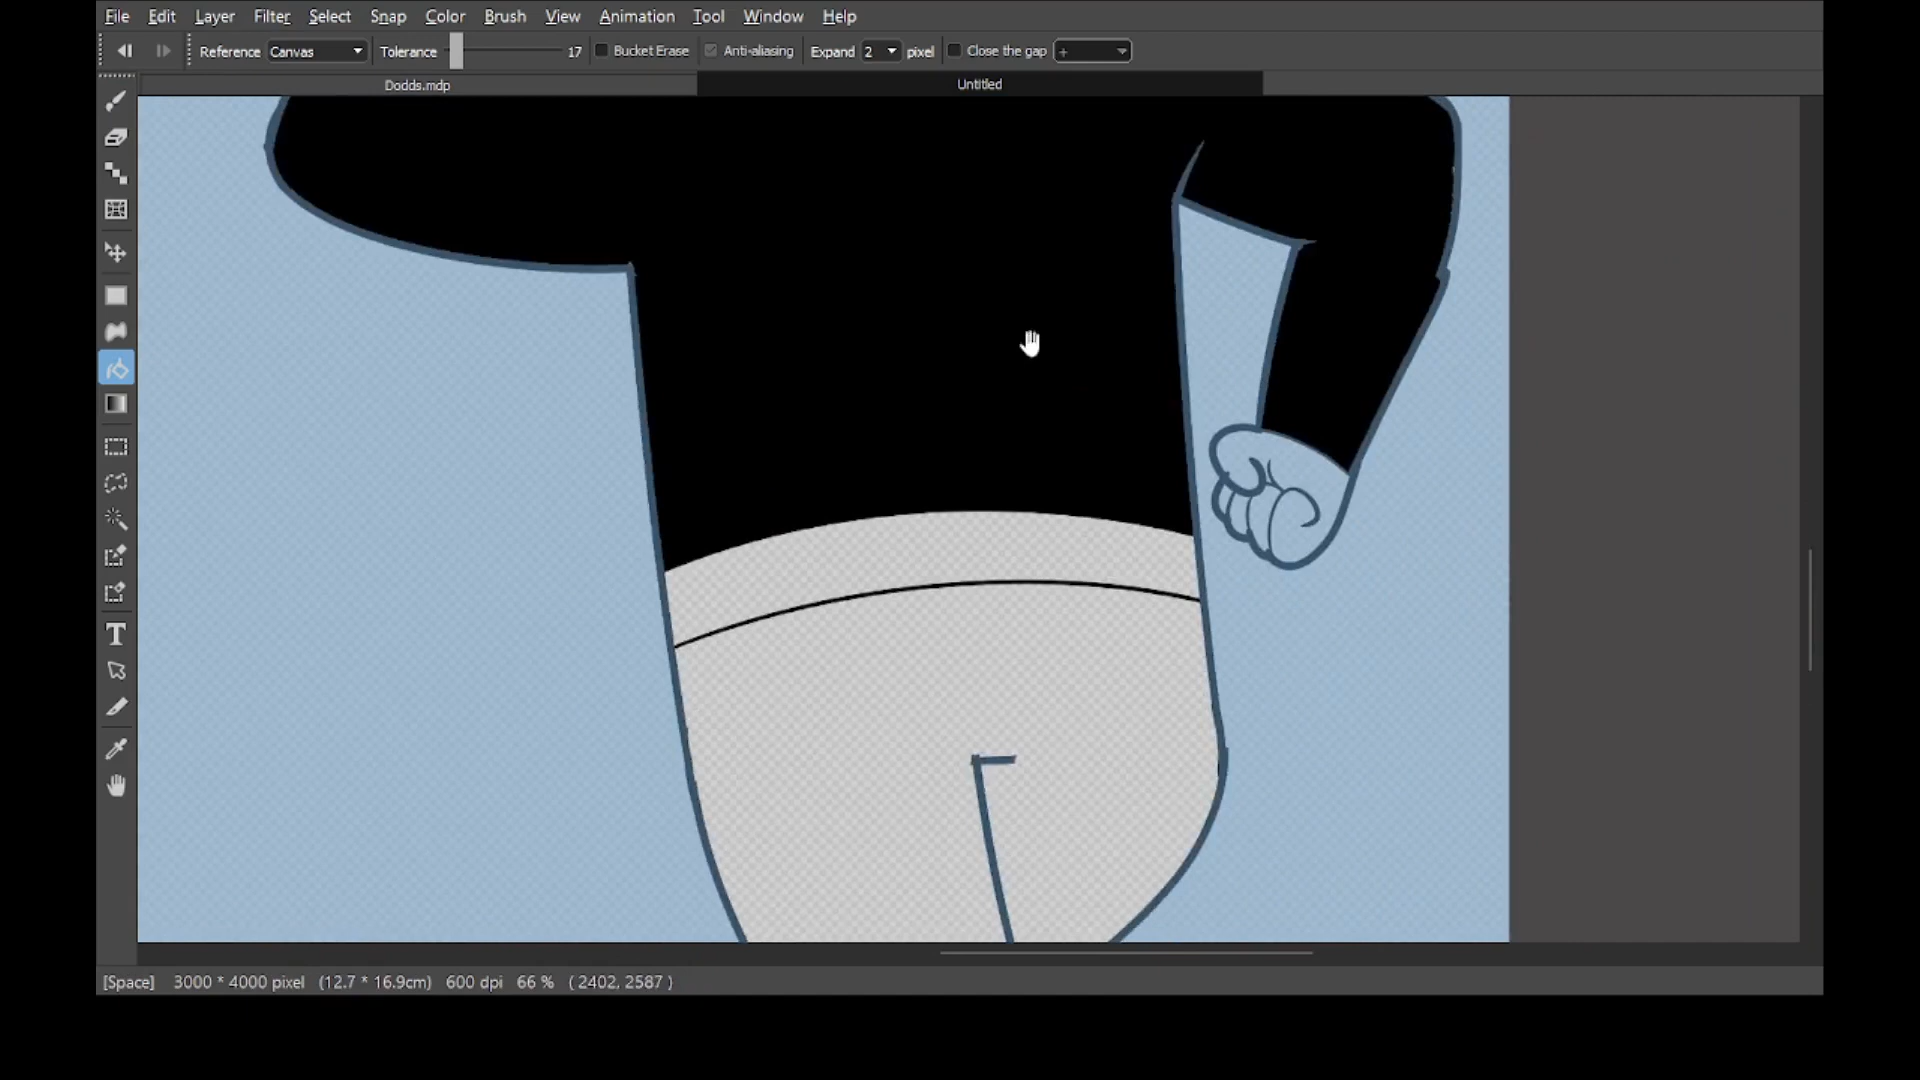 File Edit Layer Filter Select Snap Color Brush View Animation Tool Window Help
Reference Canvas Tolerance 17 Bucket Erase Anti-aliasing Expand 2 pixel Close the gap +
Dodds.mdp Untitled
T
[Space] 3000 * 4000 pixel (12.7 * 16.9cm) 600 dpi 66 % ( 2402, 2587 )